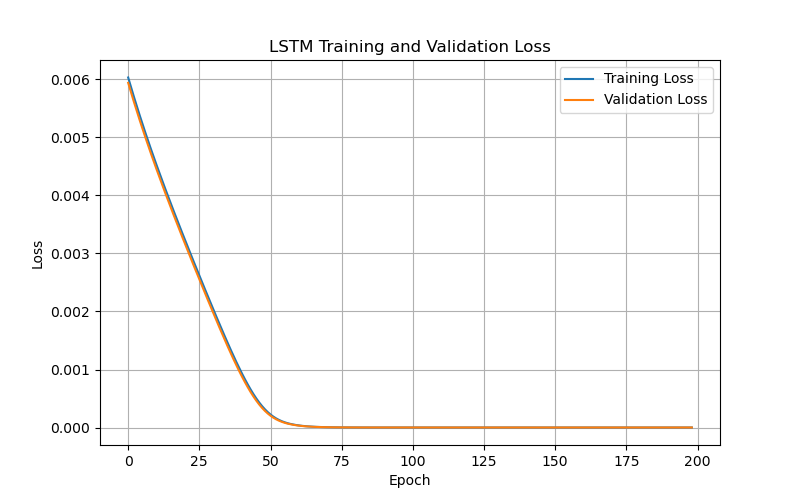 LSTM Training and Validation Loss
Training Loss
Validation Loss
0.006
0.005
0.004
0.003
0.002
0.001
0.000
Loss
0 25 50 75 100 125 150 175 200
Epoch